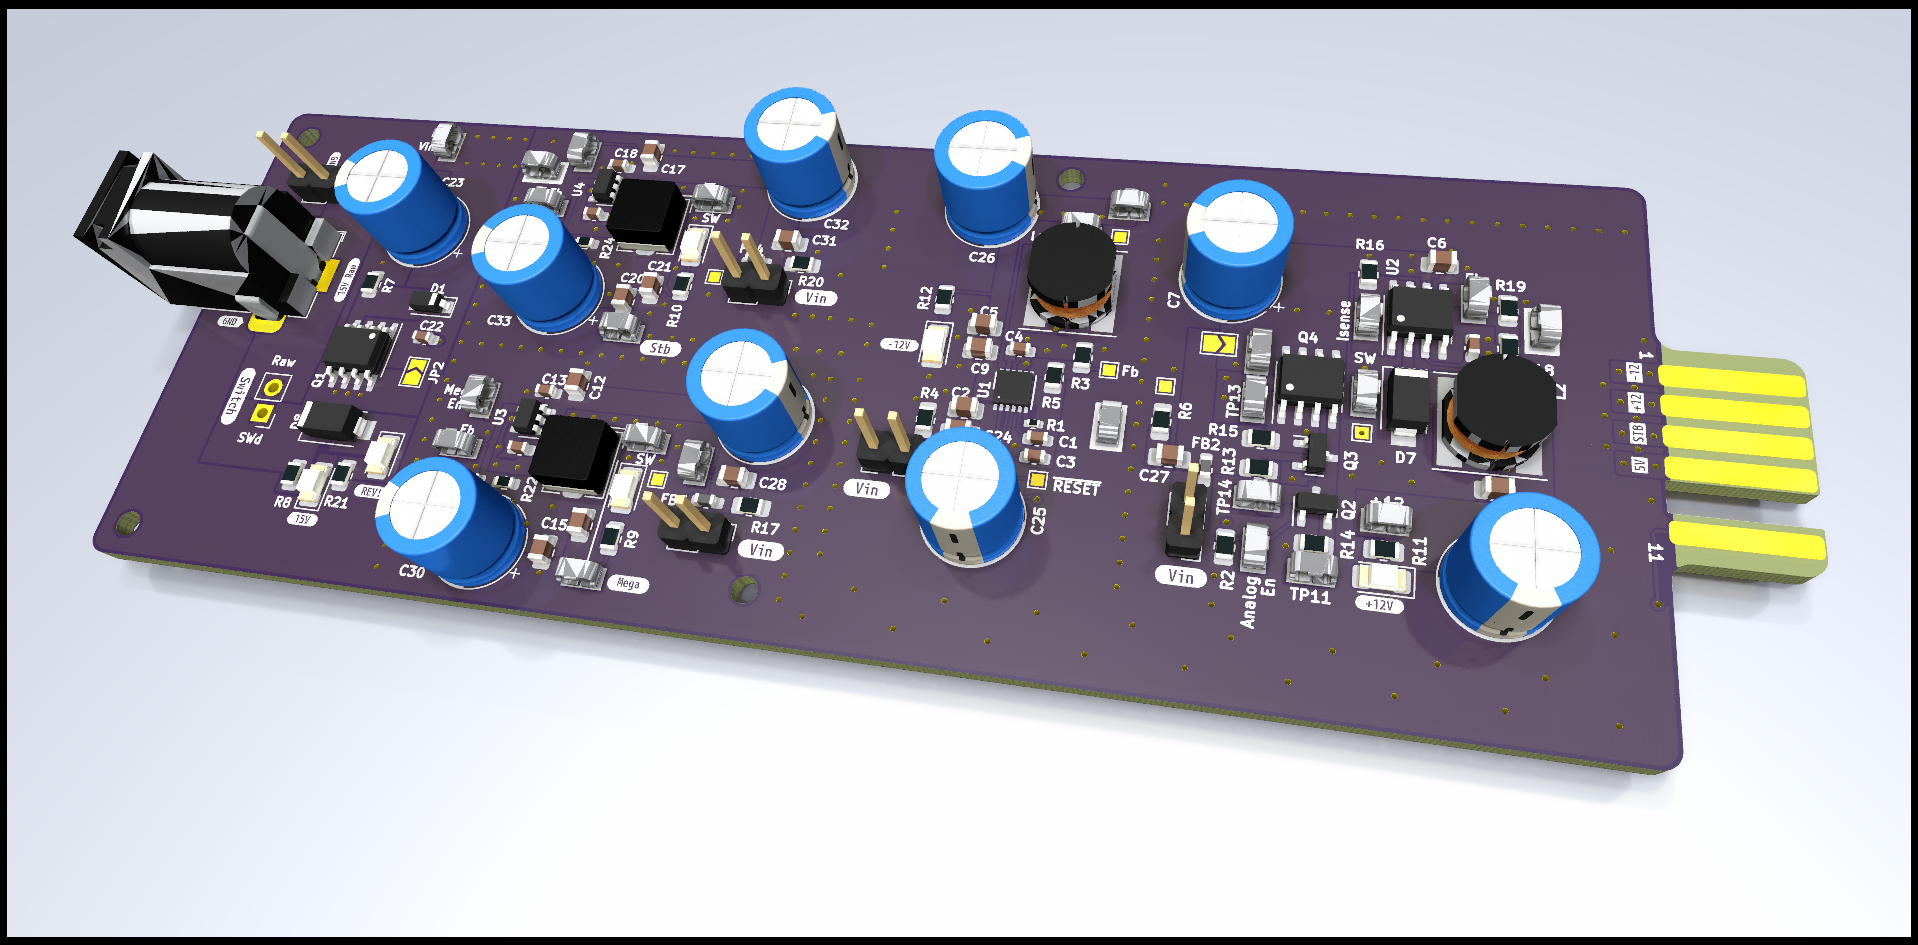 C23
C18
C17
U4
SW
C32
C31
R20
Vin
R24
C21
C20
R10
Stb
C33
15V Raw
R7
D1
C22
GND
Q1
JP2
Raw
Switch
SWd
R8
R21
15V
C13
C12
U3
Fb
SW
R22
C15
R9
C30
Mega
C28
R17
Vin
C26
R12
-12V
C5
C9
C4
U1
R3
Fb
R5
R4
C2
R1
C1
C3
RESET
Vin
C25
C7
R16
C6
U2
R19
Isense
Q4
SW
TP13
R6
R15
FB2
R13
C27
TP14
Q3
D7
Q2
R14
R11
Vin
R2
Analog
En
TP11
+12V
1
-12
+12
STB
5V
11